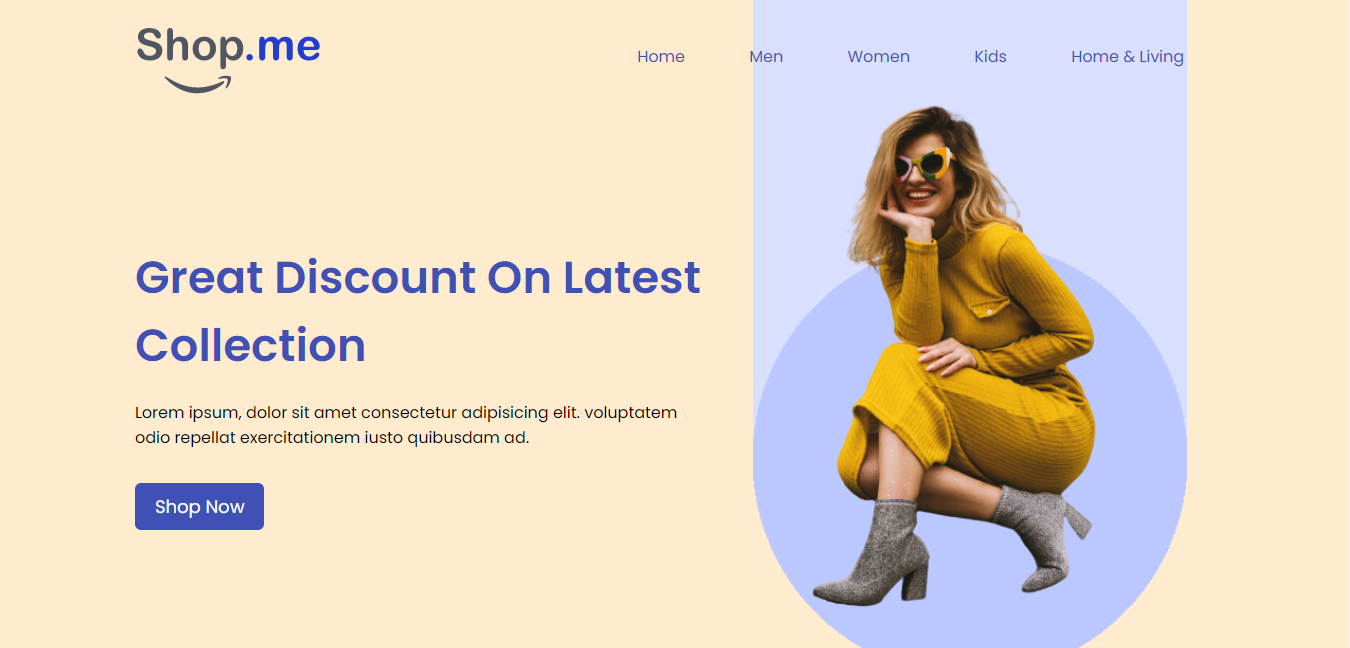 Shop.me
Home Men Women Kids Home & Living
Great Discount On Latest
Collection
Lorem ipsum, dolor sit amet consectetur adipisicing elit. voluptatem
odio repellat exercitationem iusto quibusdam ad.
Shop Now